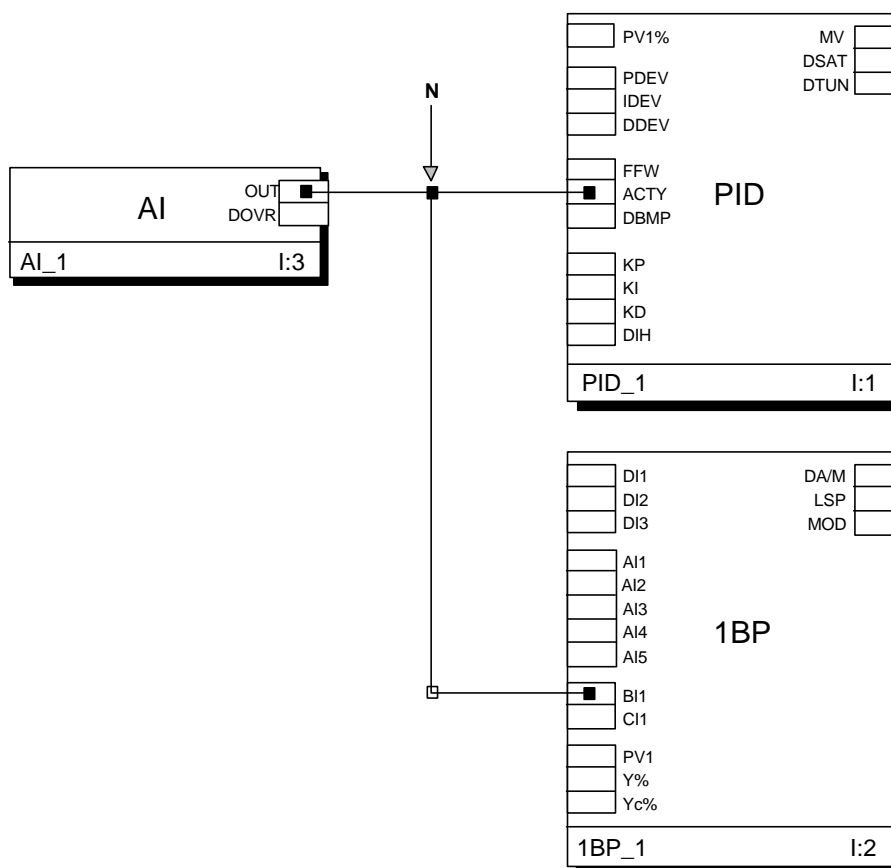 N
AI
OUT
DOVR
AI_1 I:3
PV1%
PDEV
IDEV
DDEV
FFW
ACTY
DBMP
KP
KI
KD
DIH
MV
DSAT
DTUN
PID
PID_1 I:1
DI1
DI2
DI3
AI1
AI2
AI3
AI4
AI5
BI1
CI1
PV1
Y%
Yc%
DA/M
LSP
MOD
1BP
1BP_1 I:2